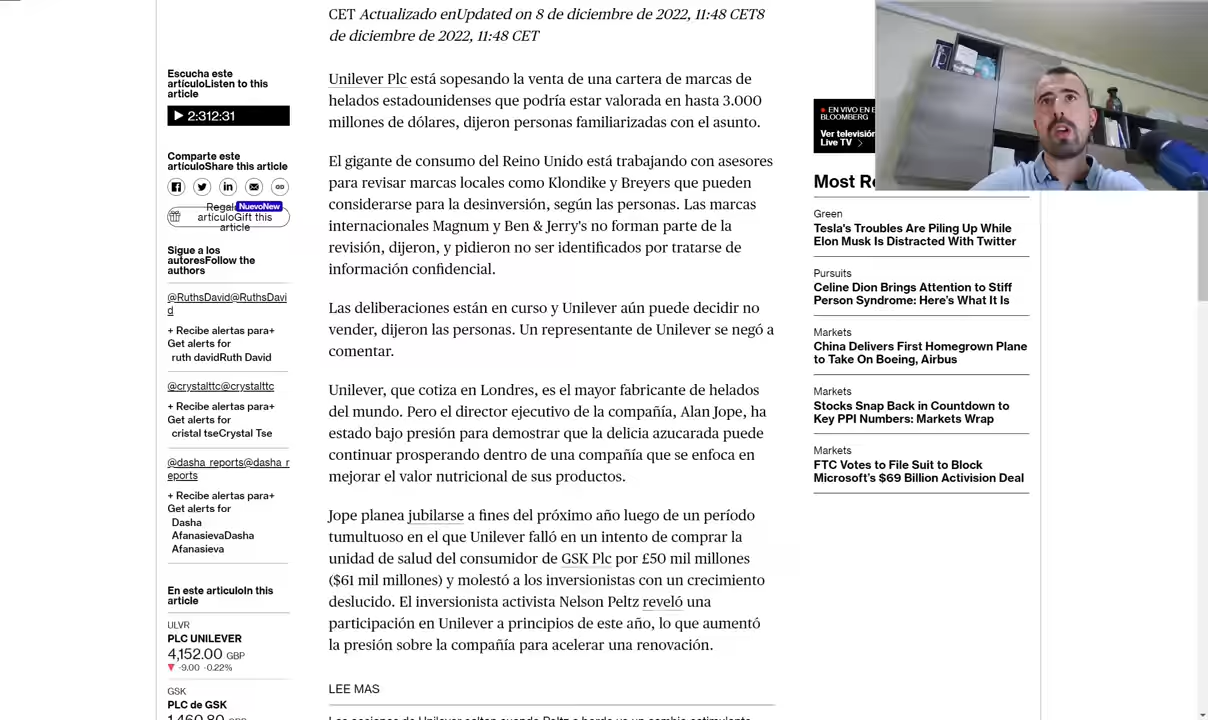 CET Actualizado enUpdated on 8 de diciembre de 2022, 11:48 CET8
de diciembre de 2022, 11:48 CET
Escucha este
artículoListen to this
article
2:312:31
Comparte este
artículoShare this article
Regala NuevoNew
artículoGift this
article
Sigue a los
autoresFollow the
authors
@RuthsDavid@RuthsDavi
d
+ Recibe alertas para+
Get alerts for
ruth davidRuth David
@crystalttc@crystalttc
+ Recibe alertas para+
Get alerts for
cristal tseCrystal Tse
@dasha_reports@dasha_r
eports
+ Recibe alertas para+
Get alerts for
Dasha
AfanasievaDasha
Afanasieva
En este articuloIn this
article
ULVR
PLC UNILEVER
4,152.00 GBP
▼ -9.00 -0.22%
GSK
PLC de GSK
Unilever Plc está sopesando la venta de una cartera de marcas de
helados estadounidenses que podría estar valorada en hasta 3.000
millones de dólares, dijeron personas familiarizadas con el asunto.
El gigante de consumo del Reino Unido está trabajando con asesores
para revisar marcas locales como Klondike y Breyers que pueden
considerarse para la desinversión, según las personas. Las marcas
internacionales Magnum y Ben & Jerry's no forman parte de la
revisión, dijeron, y pidieron no ser identificados por tratarse de
información confidencial.
Las deliberaciones están en curso y Unilever aún puede decidir no
vender, dijeron las personas. Un representante de Unilever se negó a
comentar.
Unilever, que cotiza en Londres, es el mayor fabricante de helados
del mundo. Pero el director ejecutivo de la compañía, Alan Jope, ha
estado bajo presión para demostrar que la delicia azucarada puede
continuar prosperando dentro de una compañía que se enfoca en
mejorar el valor nutricional de sus productos.
Jope planea jubilarse a fines del próximo año luego de un período
tumultuoso en el que Unilever falló en un intento de comprar la
unidad de salud del consumidor de GSK Plc por £50 mil millones
($61 mil millones) y molestó a los inversionistas con un crecimiento
deslucido. El inversionista activista Nelson Peltz reveló una
participación en Unilever a principios de este año, lo que aumentó
la presión sobre la compañía para acelerar una renovación.
LEE MAS
EN VIVO EN
BLOOMBERG
Ver televisión
Live TV
Most Re
Green
Tesla's Troubles Are Piling Up While
Elon Musk Is Distracted With Twitter
Pursuits
Celine Dion Brings Attention to Stiff
Person Syndrome: Here's What It Is
Markets
China Delivers First Homegrown Plane
to Take On Boeing, Airbus
Markets
Stocks Snap Back in Countdown to
Key PPI Numbers: Markets Wrap
Markets
FTC Votes to File Suit to Block
Microsoft's $69 Billion Activision Deal